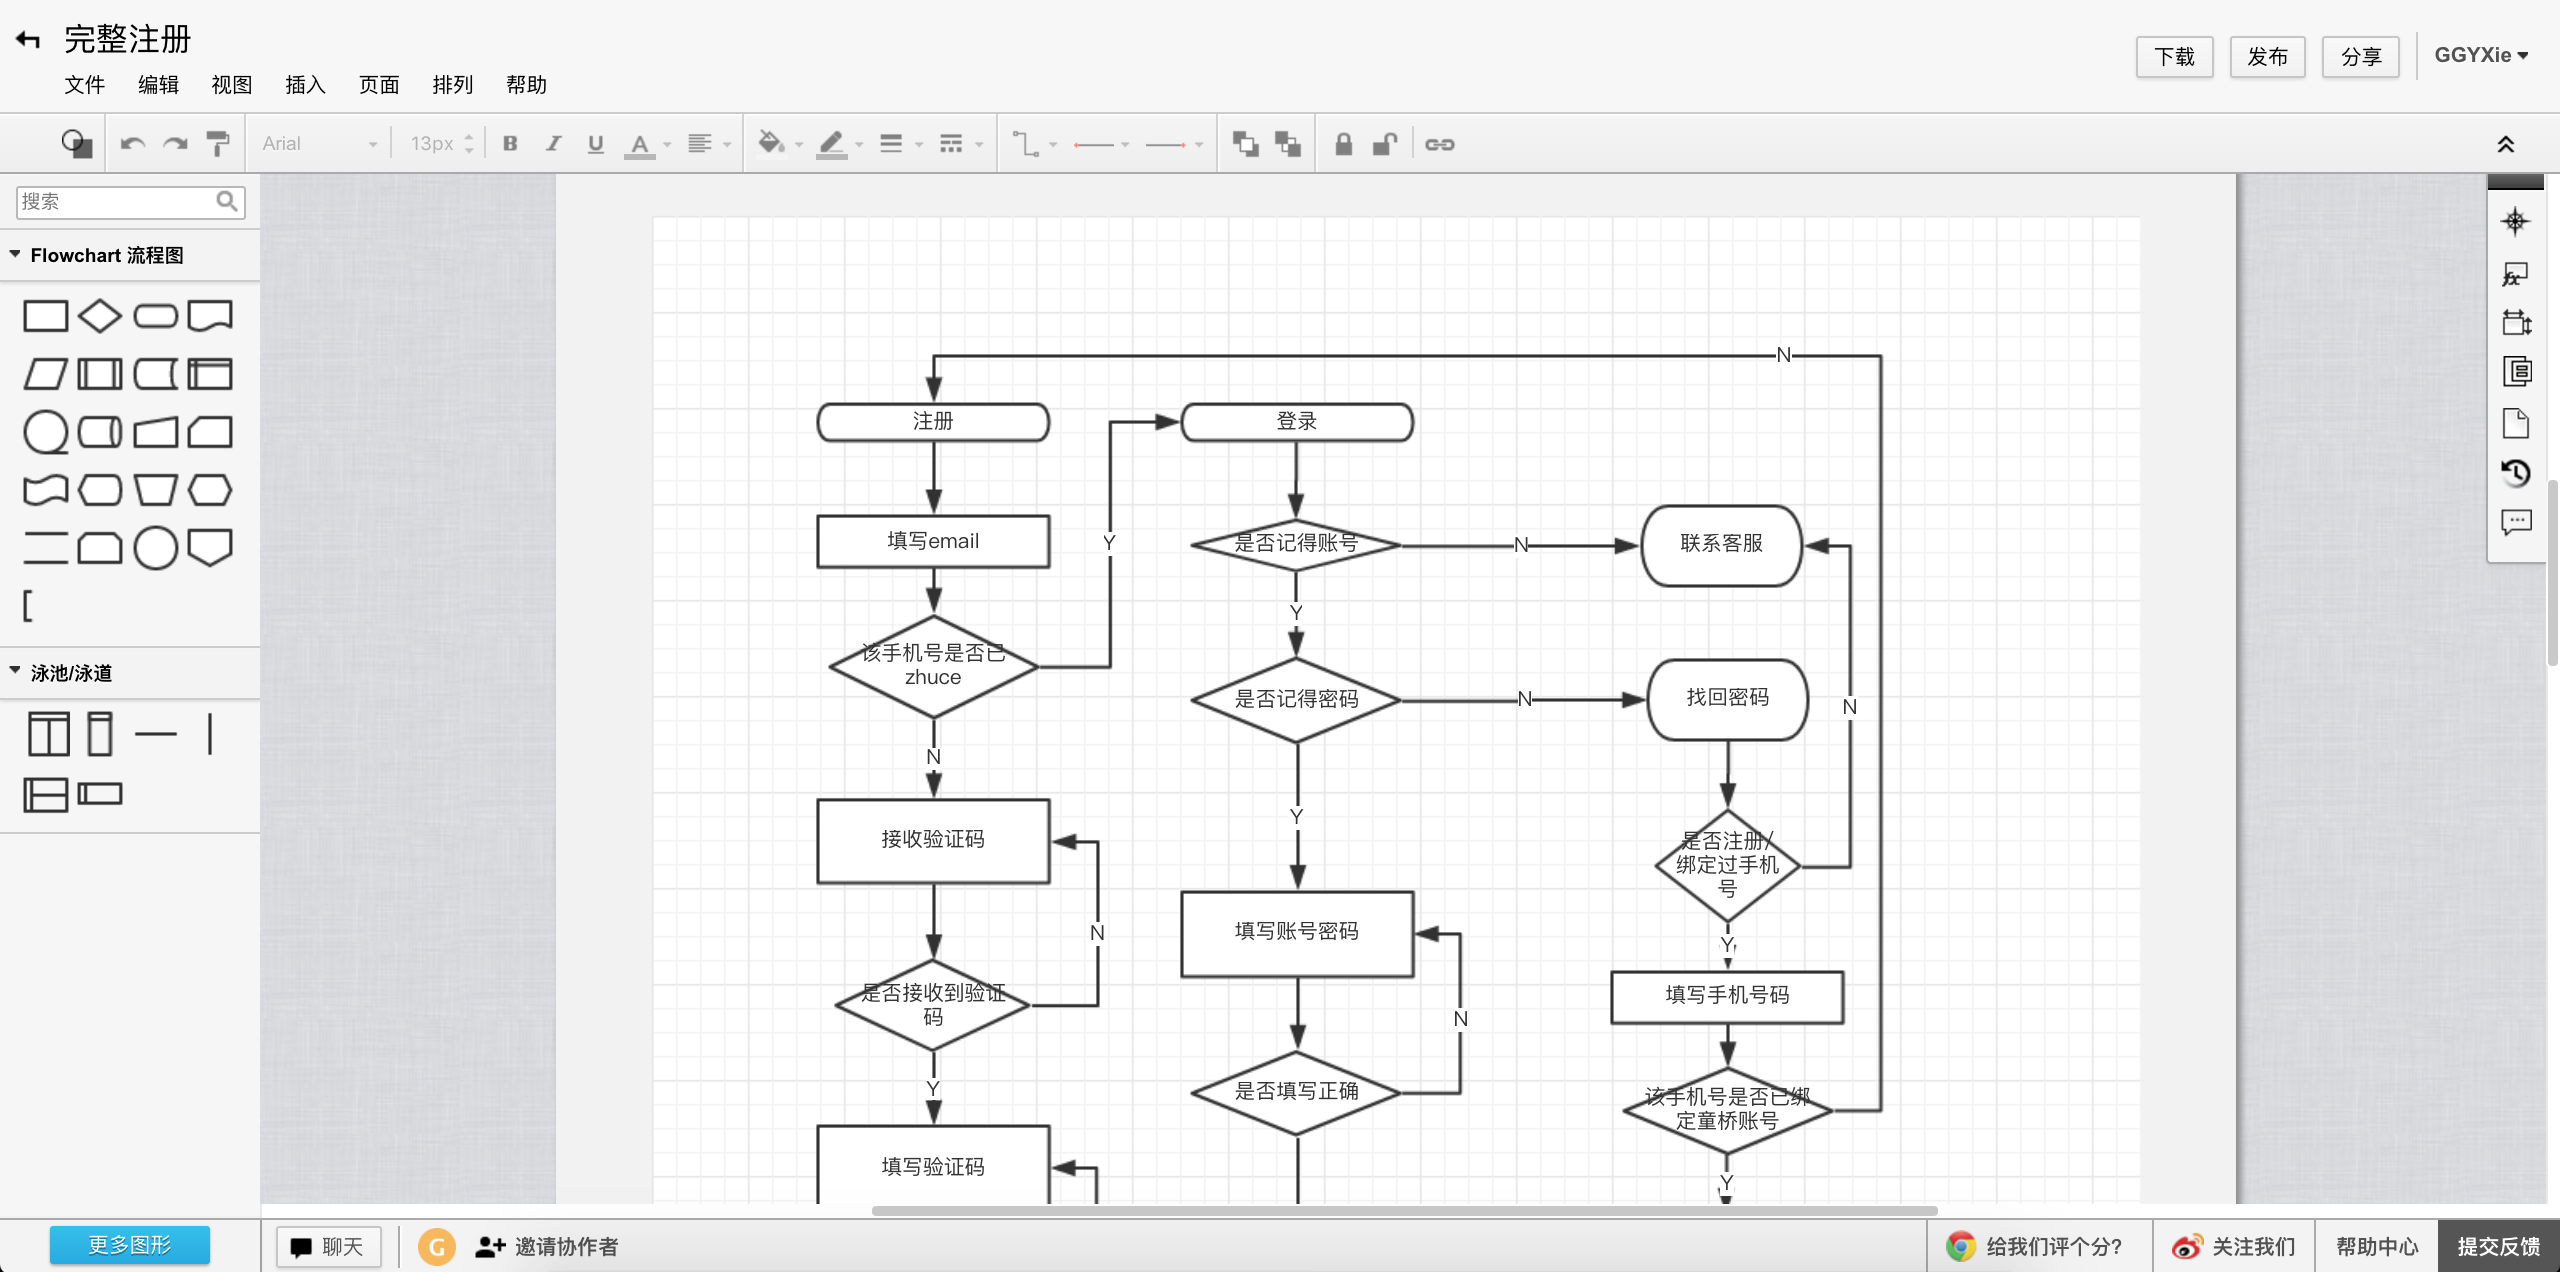 完整注册
文件 编辑 视图 插入 页面 排列 帮助
下载 发布 分享 GGYXie
Arial 13px B I U A
搜索
Flowchart 流程图
泳池/泳道
N
注册
登录
填写email
Y
是否记得账号
N
联系客服
Y
该手机号是否已
zhuce
是否记得密码
N
找回密码
N
N
Y
接收验证码
是否注册/
绑定过手机
号
N
填写账号密码
Y
是否接收到验证
码
填写手机号码
N
Y
是否填写正确
该手机号是否已绑
定童桥账号
填写验证码
Y
更多图形
聊天
G
邀请协作者
给我们评个分?
关注我们
帮助中心
提交反馈